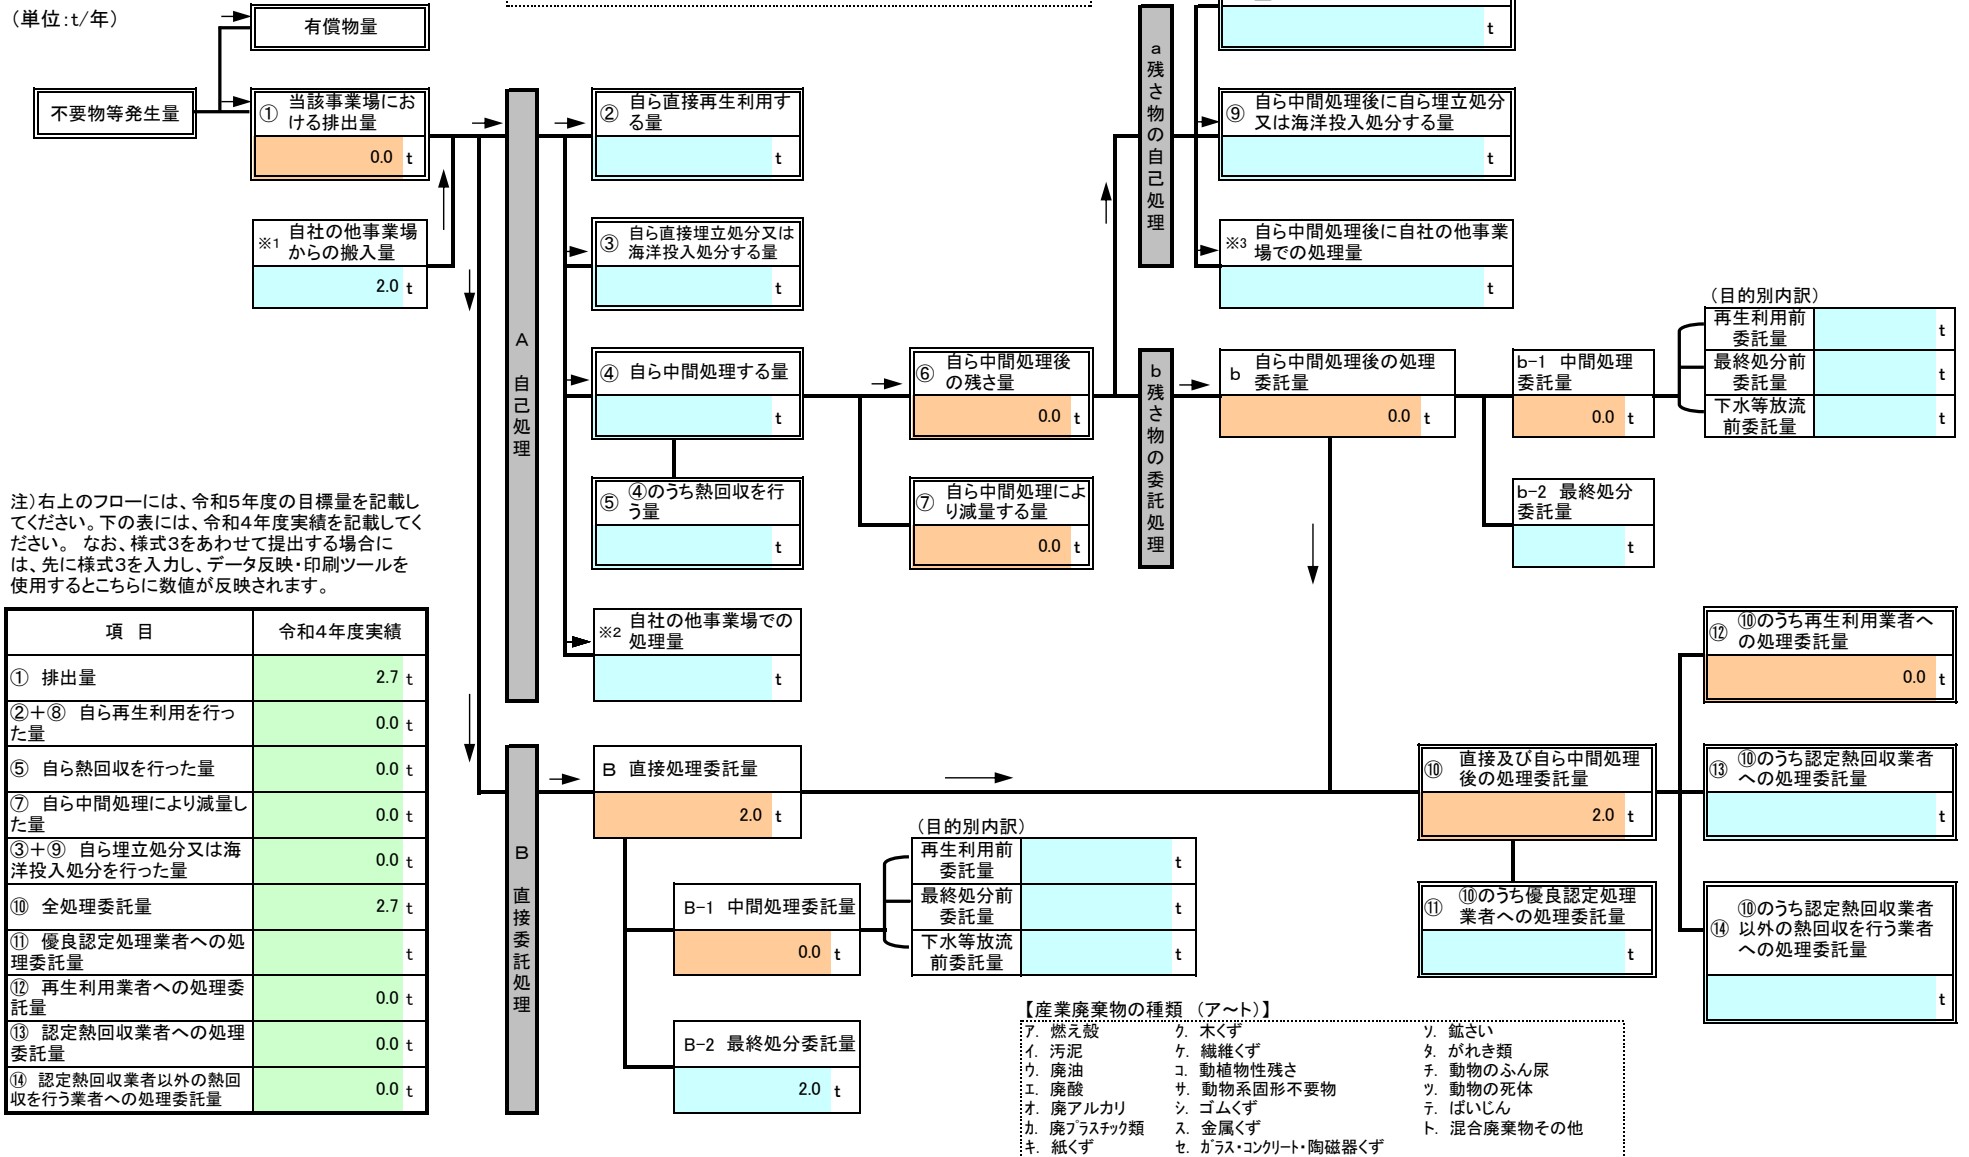 （単位：t/年）
有償物量
t
不要物等発生量
① 当該事業場にお
ける排出量
0.0 t
※1 自社の他事業場
からの搬入量
2.0 t
A 自己処理
② 自ら直接再生利用す
る量
t
③ 自ら直接埋立処分又は
海洋投入処分する量
t
④ 自ら中間処理する量
t
⑤ ④のうち熱回収を行
う量
t
※2 自社の他事業場での
処理量
t
⑥ 自ら中間処理後
の残さ量
0.0 t
⑦ 自ら中間処理によ
り減量する量
0.0 t
a 残さ物の自己処理
⑨ 自ら中間処理後に自ら埋立処分
又は海洋投入処分する量
t
※3 自ら中間処理後に自社の他事業
場での処理量
t
b 残さ物の委託処理
b 自ら中間処理後の処理
委託量
0.0 t
b-1 中間処理
委託量
0.0 t
（目的別内訳）
再生利用前
委託量
t
最終処分前
委託量
t
下水等放流
前委託量
t
b-2 最終処分
委託量
t
注）右上のフローには、令和5年度の目標量を記載し
てください。下の表には、令和4年度実績を記載してく
ださい。 なお、様式3をあわせて提出する場合に
は、先に様式3を入力し、データ反映・印刷ツールを
使用するとこちらに数値が反映されます。
項 目 令和4年度実績
① 排出量 2.7 t
②＋⑧ 自ら再生利用を行っ
た量 0.0 t
⑤ 自ら熱回収を行った量 0.0 t
⑦ 自ら中間処理により減量し
た量 0.0 t
③＋⑨ 自ら埋立処分又は海
洋投入処分を行った量 0.0 t
⑩ 全処理委託量 2.7 t
⑪ 優良認定処理業者への処
理委託量 t
⑫ 再生利用業者への処理委
託量 0.0 t
⑬ 認定熱回収業者への処理
委託量 0.0 t
⑭ 認定熱回収業者以外の熱回
収を行う業者への処理委託量 0.0 t
B 直接委託処理
B 直接処理委託量
2.0 t
B-1 中間処理委託量
0.0 t
（目的別内訳）
再生利用前
委託量
t
最終処分前
委託量
t
下水等放流
前委託量
t
B-2 最終処分委託量
2.0 t
⑩ 直接及び自ら中間処理
後の処理委託量
2.0 t
⑪ ⑩のうち優良認定処理
業者への処理委託量
t
⑫ ⑩のうち再生利用業者へ
の処理委託量
0.0 t
⑬ ⑩のうち認定熱回収業者
への処理委託量
t
⑭ ⑩のうち認定熱回収業者
以外の熱回収を行う業者
への処理委託量
t
【産業廃棄物の種類 （ア～ト）】
ア. 燃え殻 ク. 木くず ソ. 鉱さい
イ. 汚泥 ケ. 繊維くず タ. がれき類
ウ. 廃油 コ. 動植物性残さ チ. 動物のふん尿
エ. 廃酸 サ. 動物系固形不要物 ツ. 動物の死体
オ. 廃アルカリ シ. ゴムくず テ. ばいじん
カ. 廃プラスチック類 ス. 金属くず ト. 混合廃棄物その他
キ. 紙くず セ. ガラス・コンクリート・陶磁器くず